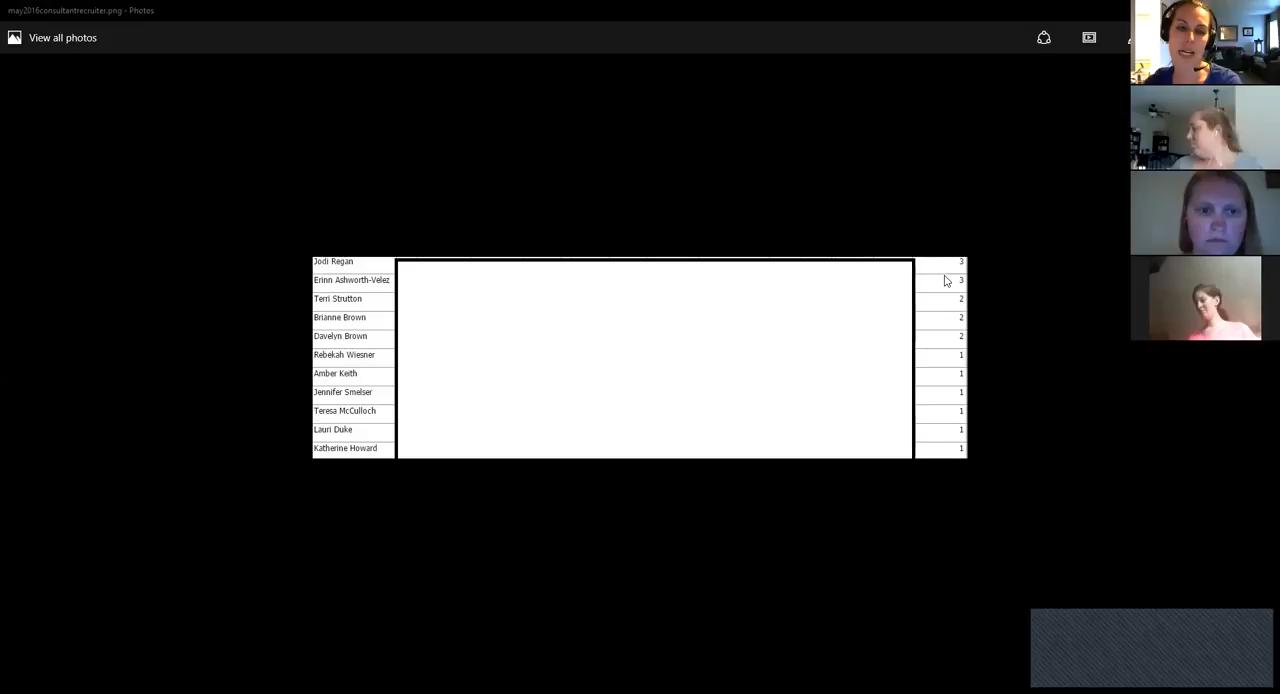 may2016consultantrecruiter.png - Photos
View all photos
Jodi Regan 3
Erinn Ashworth-Velez 3
Terri Strutton 2
Brianne Brown 2
Davelyn Brown 2
Rebekah Wiesner 1
Amber Keith 1
Jennifer Smelser 1
Teresa McCulloch 1
Lauri Duke 1
Katherine Howard 1